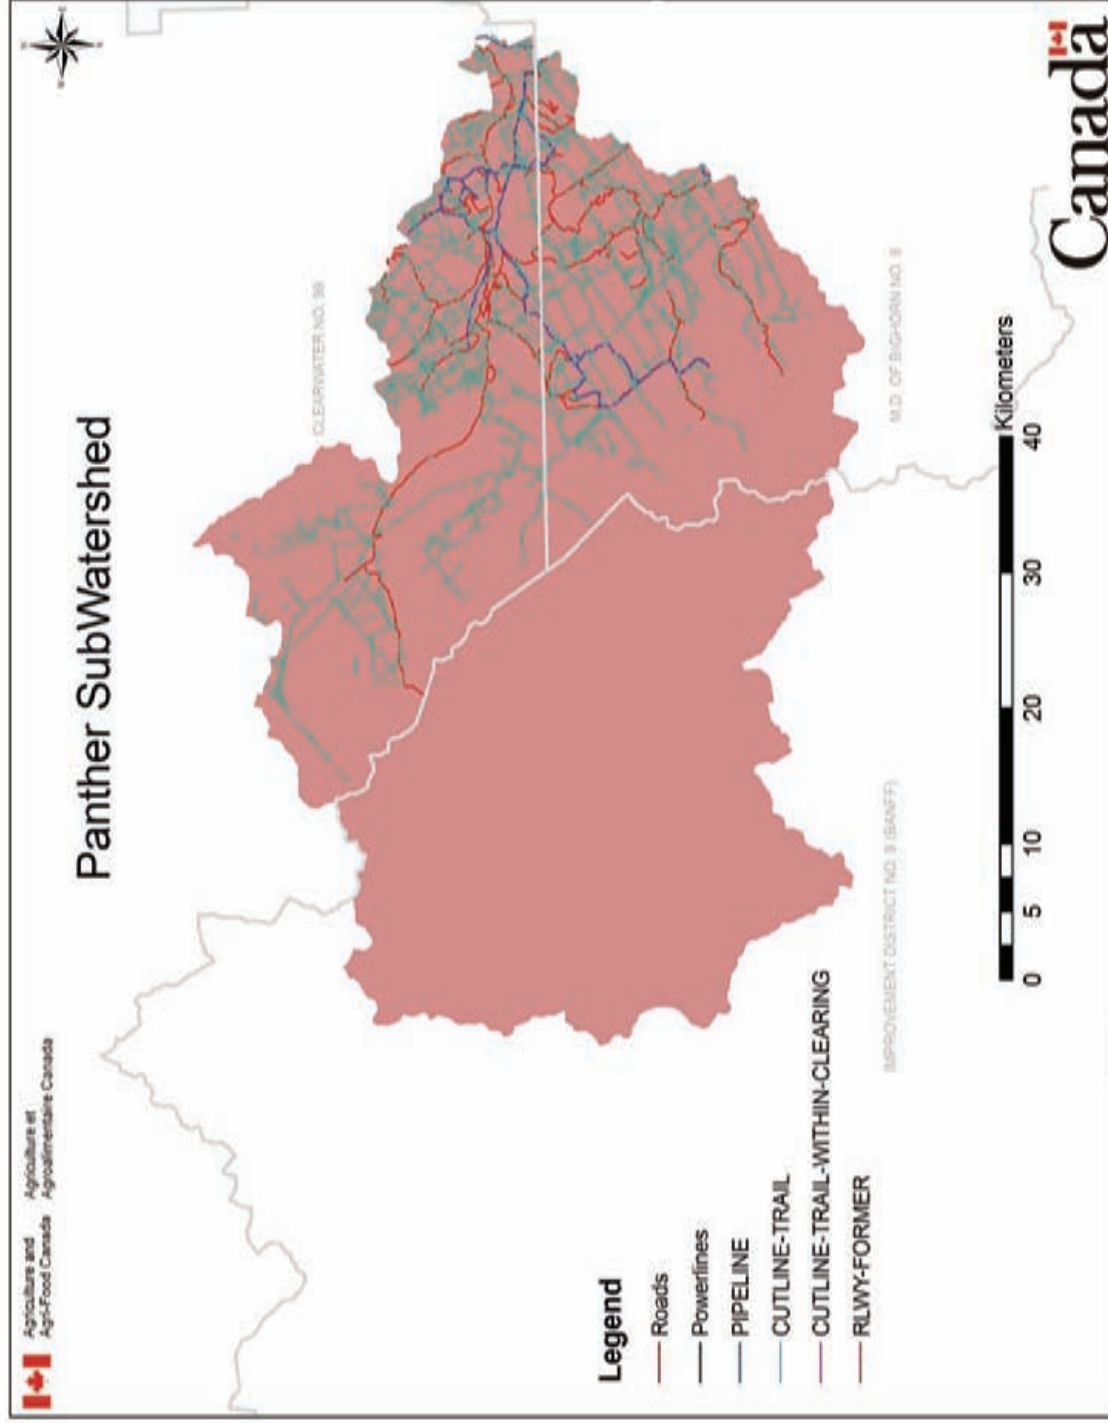 Agriculture and
Agri-Food Canada
Agriculture et
Agroalimentaire Canada
Panther SubWatershed
CLEARWATER NO. 99
M.D. OF BIGHORN NO. 8
IMPROVEMENT DISTRICT NO. 9 (BANFF)
Legend
Roads
Powerlines
PIPELINE
CUTLINE-TRAIL
CUTLINE-TRAIL-WITHIN-CLEARING
RLWY-FORMER
0 5 10 20 30 40
Kilometers
Canada